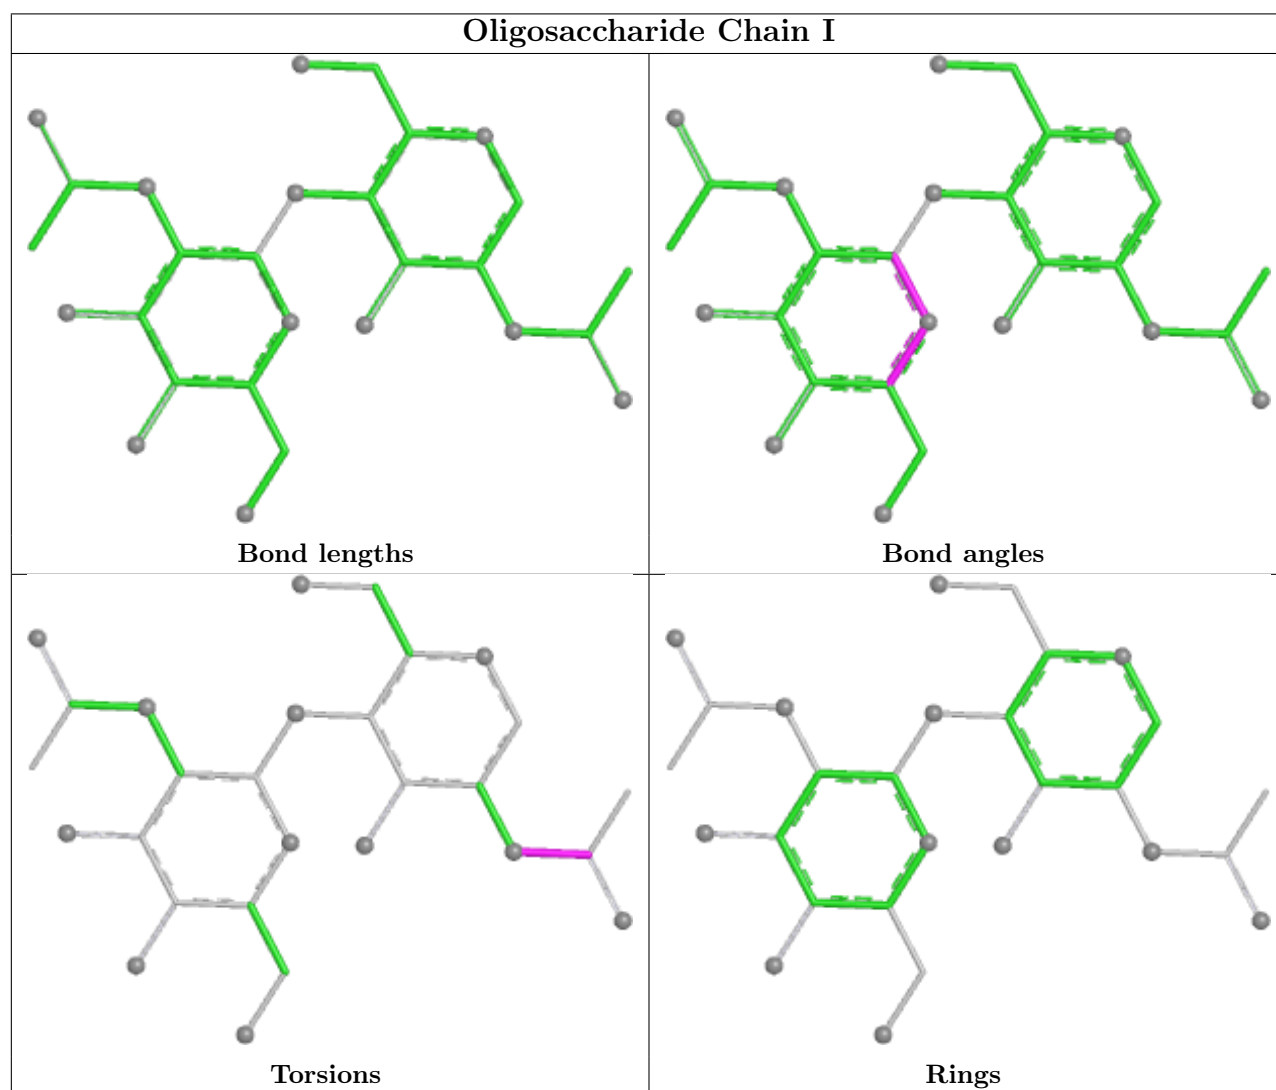 Oligosaccharide Chain I
Bond lengths
Bond angles
Torsions
Rings